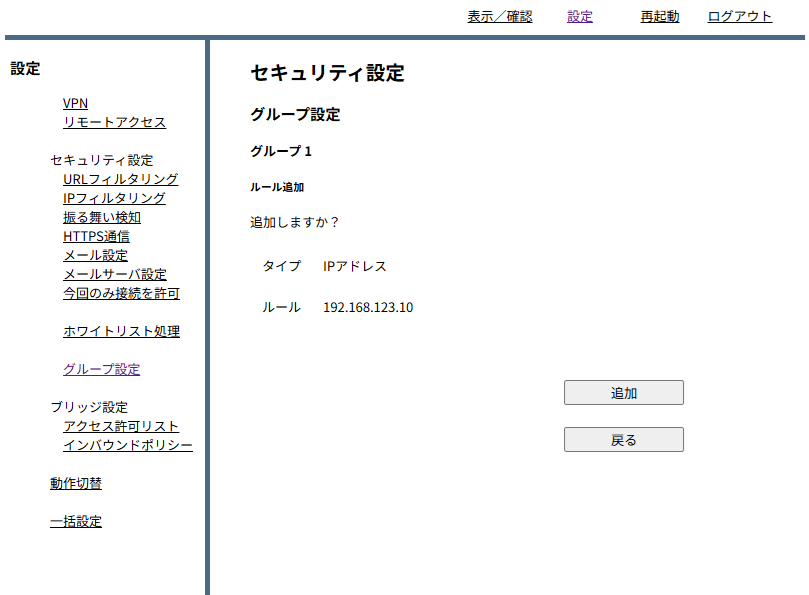 表示／確認 設定 再起動 ログアウト
設定
VPN
リモートアクセス
セキュリティ設定
URLフィルタリング
IPフィルタリング
振る舞い検知
HTTPS通信
メール設定
メールサーバ設定
今回のみ接続を許可
ホワイトリスト処理
グループ設定
ブリッジ設定
アクセス許可リスト
インバウンドポリシー
動作切替
一括設定
セキュリティ設定
グループ設定
グループ 1
ルール追加
追加しますか？
タイプ IPアドレス
ルール 192.168.123.10
追加
戻る